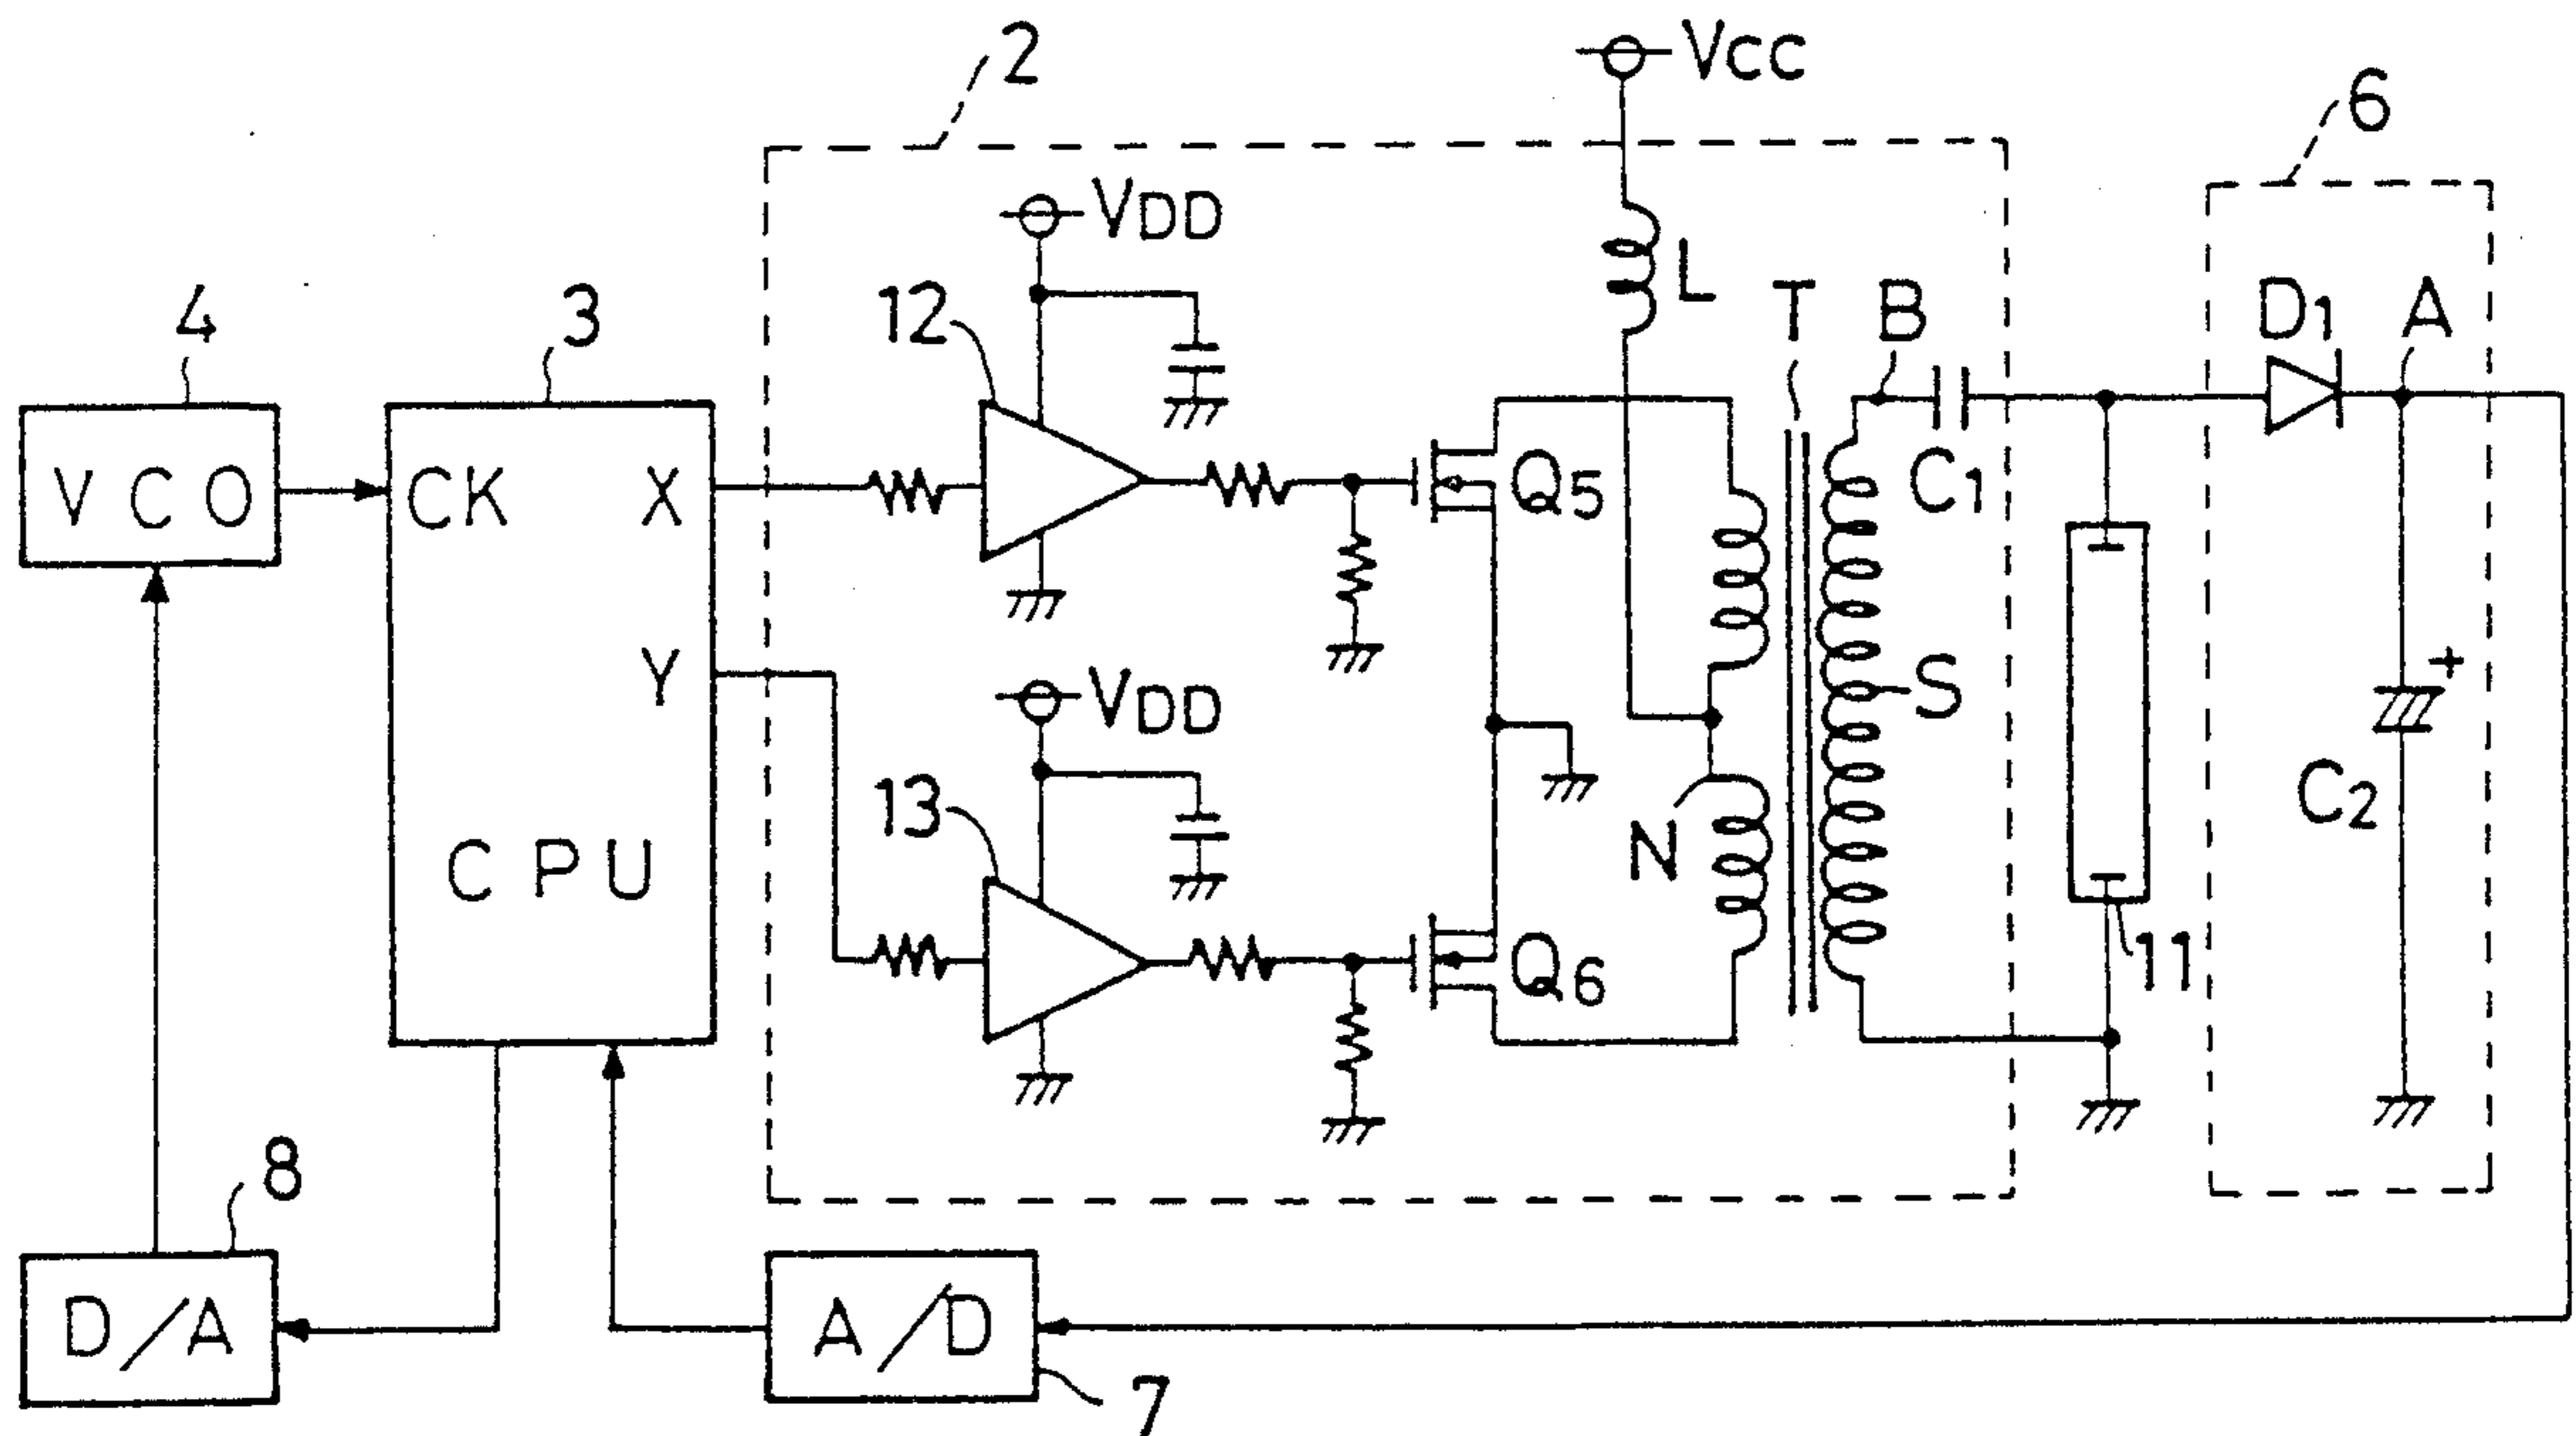 2
VCC
6
VDD
4
3
12
L
T
B
D1
A
VCO
CK
X
Q5
C1
Y
VDD
S
+
13
N
C2
CPU
Q6
11
8
D/A
A/D
7